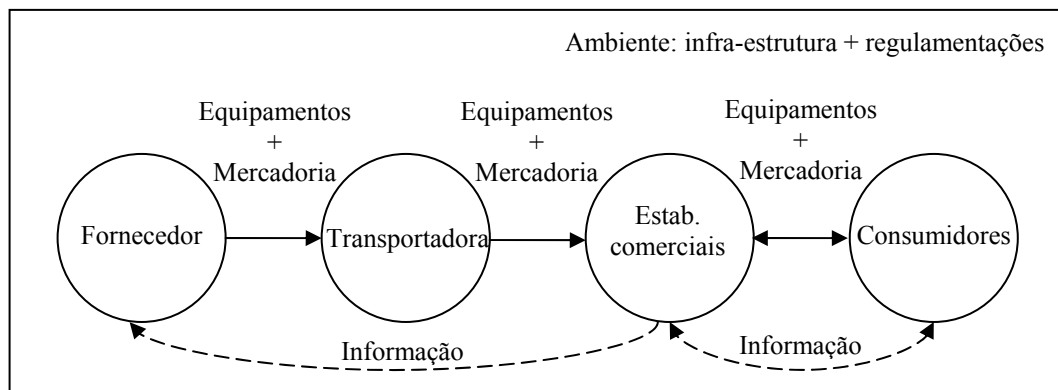 Ambiente: infra-estrutura + regulamentações
Equipamentos
+
Mercadoria
Equipamentos
+
Mercadoria
Equipamentos
+
Mercadoria
Fornecedor
Transportadora
Estab.
comerciais
Consumidores
Informação
Informação